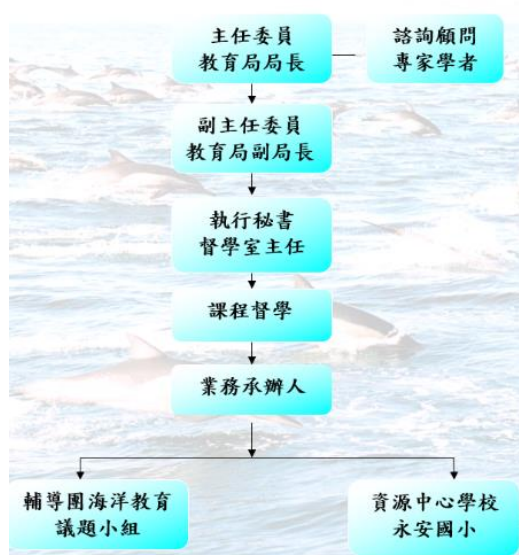 主任委員
教育局局長
諮詢顧問
專家學者
副主任委員
教育局副局長
執行秘書
督學室主任
課程督學
業務承辦人
輔導團海洋教育
議題小組
資源中心學校
永安國小